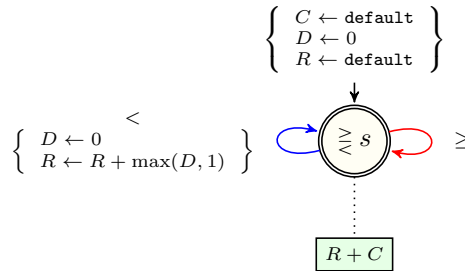 { C ← default
D ← 0
R ← default }
<
{ D ← 0
R ← R + max(D, 1) }
≥
≤ s
≥
R + C